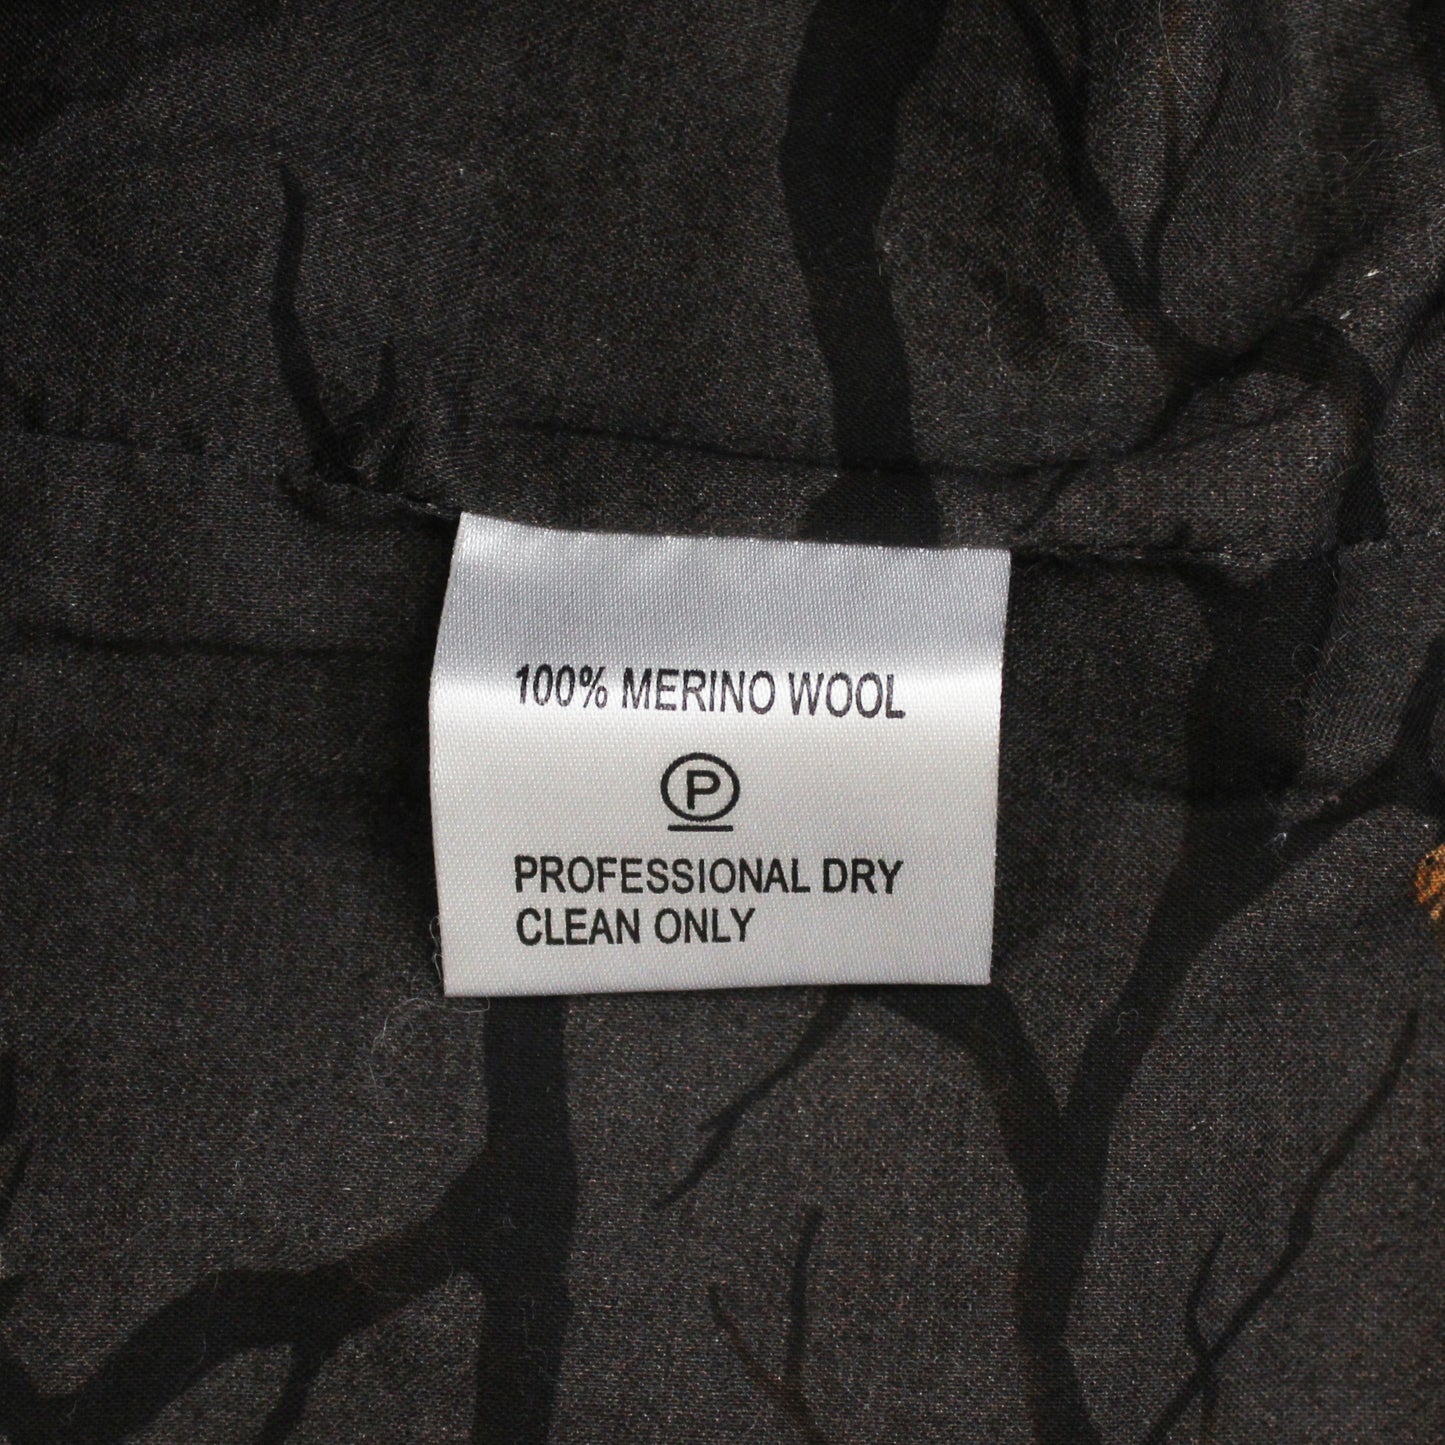 100% MERINO WOOL
P
PROFESSIONAL DRY
CLEAN ONLY